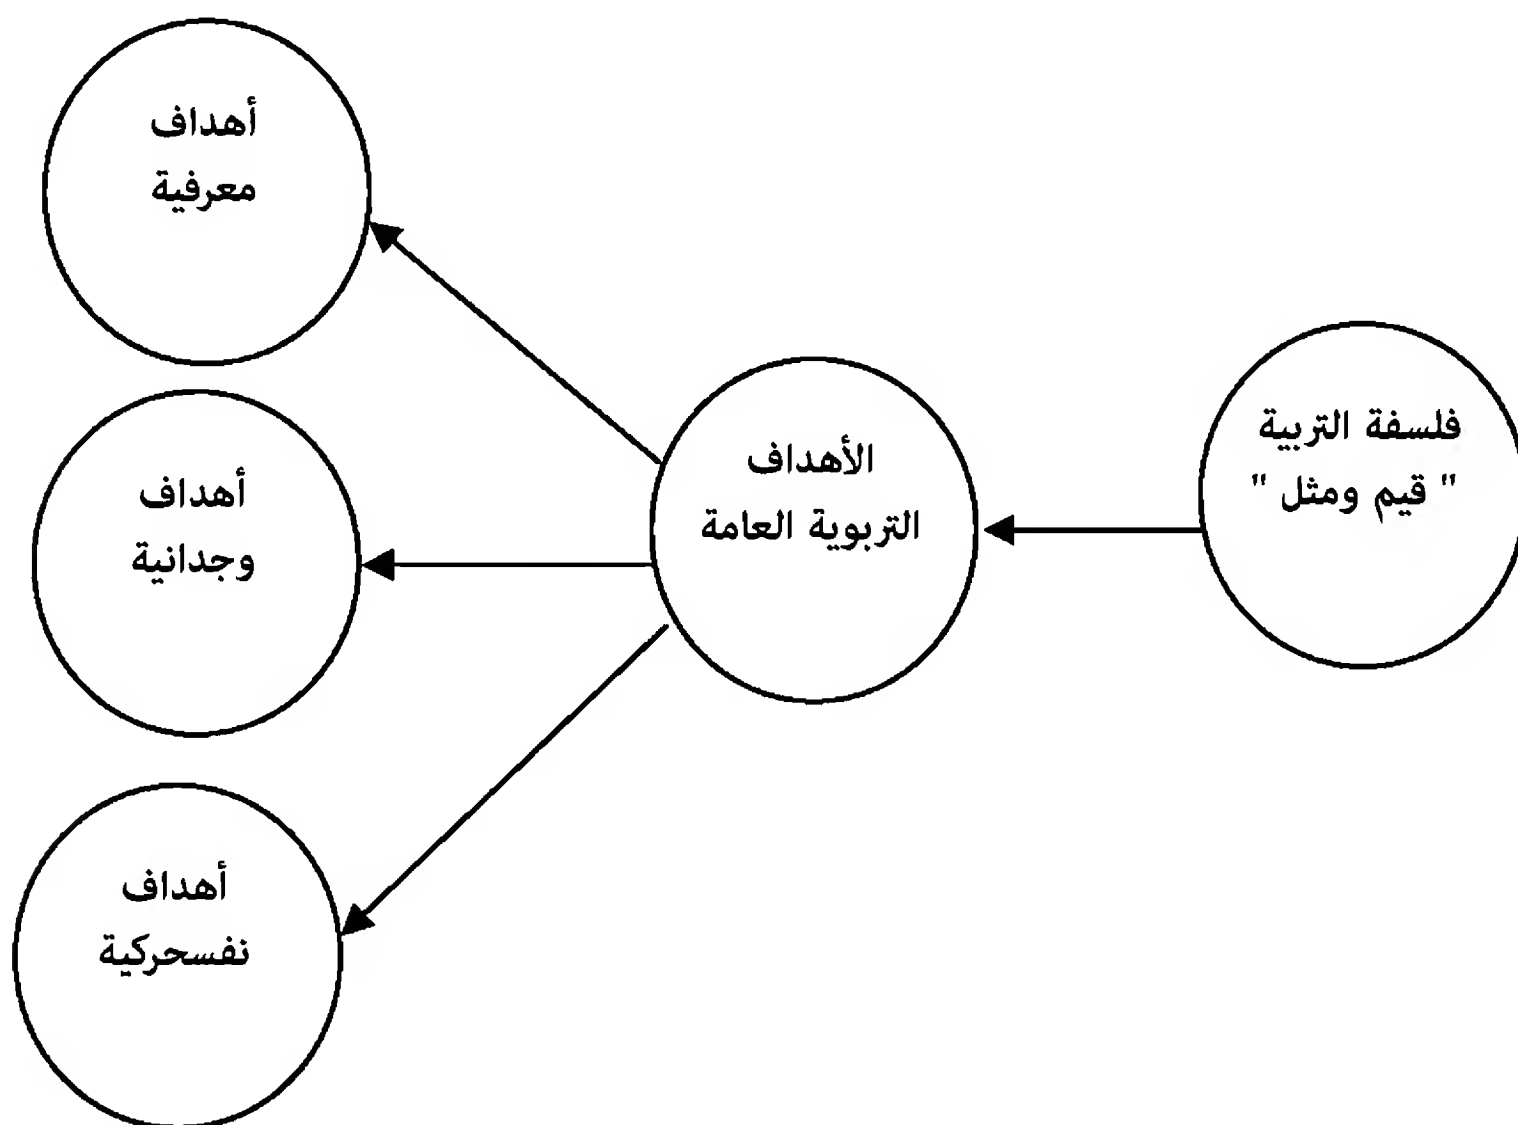 فلسفة التربية
" قيم ومثل "
الأهداف
التربوية العامة
أهداف
معرفية
أهداف
وجدانية
أهداف
نفسحركية